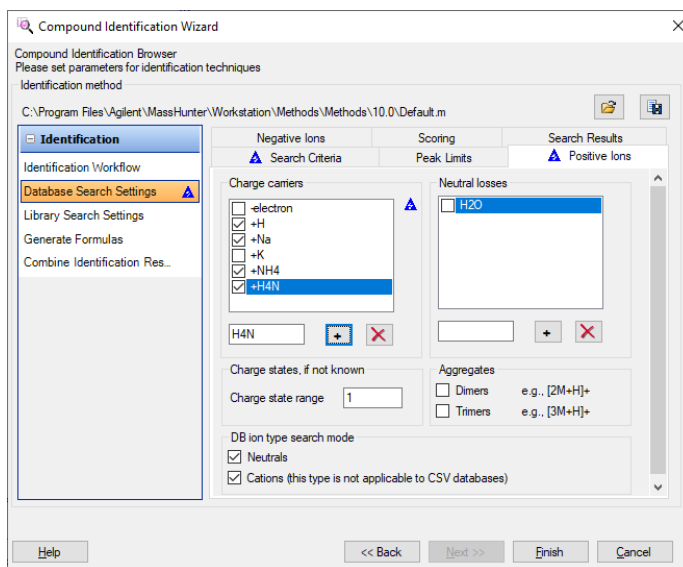 Compound Identification Wizard
Compound Identification Browser
Please set parameters for identification techniques
Identification method
C:\Program Files\Agilent\MassHunter\Workstation\Methods\Methods\10.0\Default.m
Identification
Identification Workflow
Database Search Settings
Library Search Settings
Generate Formulas
Combine Identification Res...
Negative Ions Scoring Search Results
Search Criteria Peak Limits Positive Ions
Charge carriers
-electron
+H
+Na
+K
+NH4
+H4N
H4N
+
Neutral losses
H2O
+
Charge states, if not known
Charge state range 1
Aggregates
Dimers e.g., [2M+H]+
Trimers e.g., [3M+H]+
DB ion type search mode
Neutrals
Cations (this type is not applicable to CSV databases)
Help << Back Next >> Finish Cancel